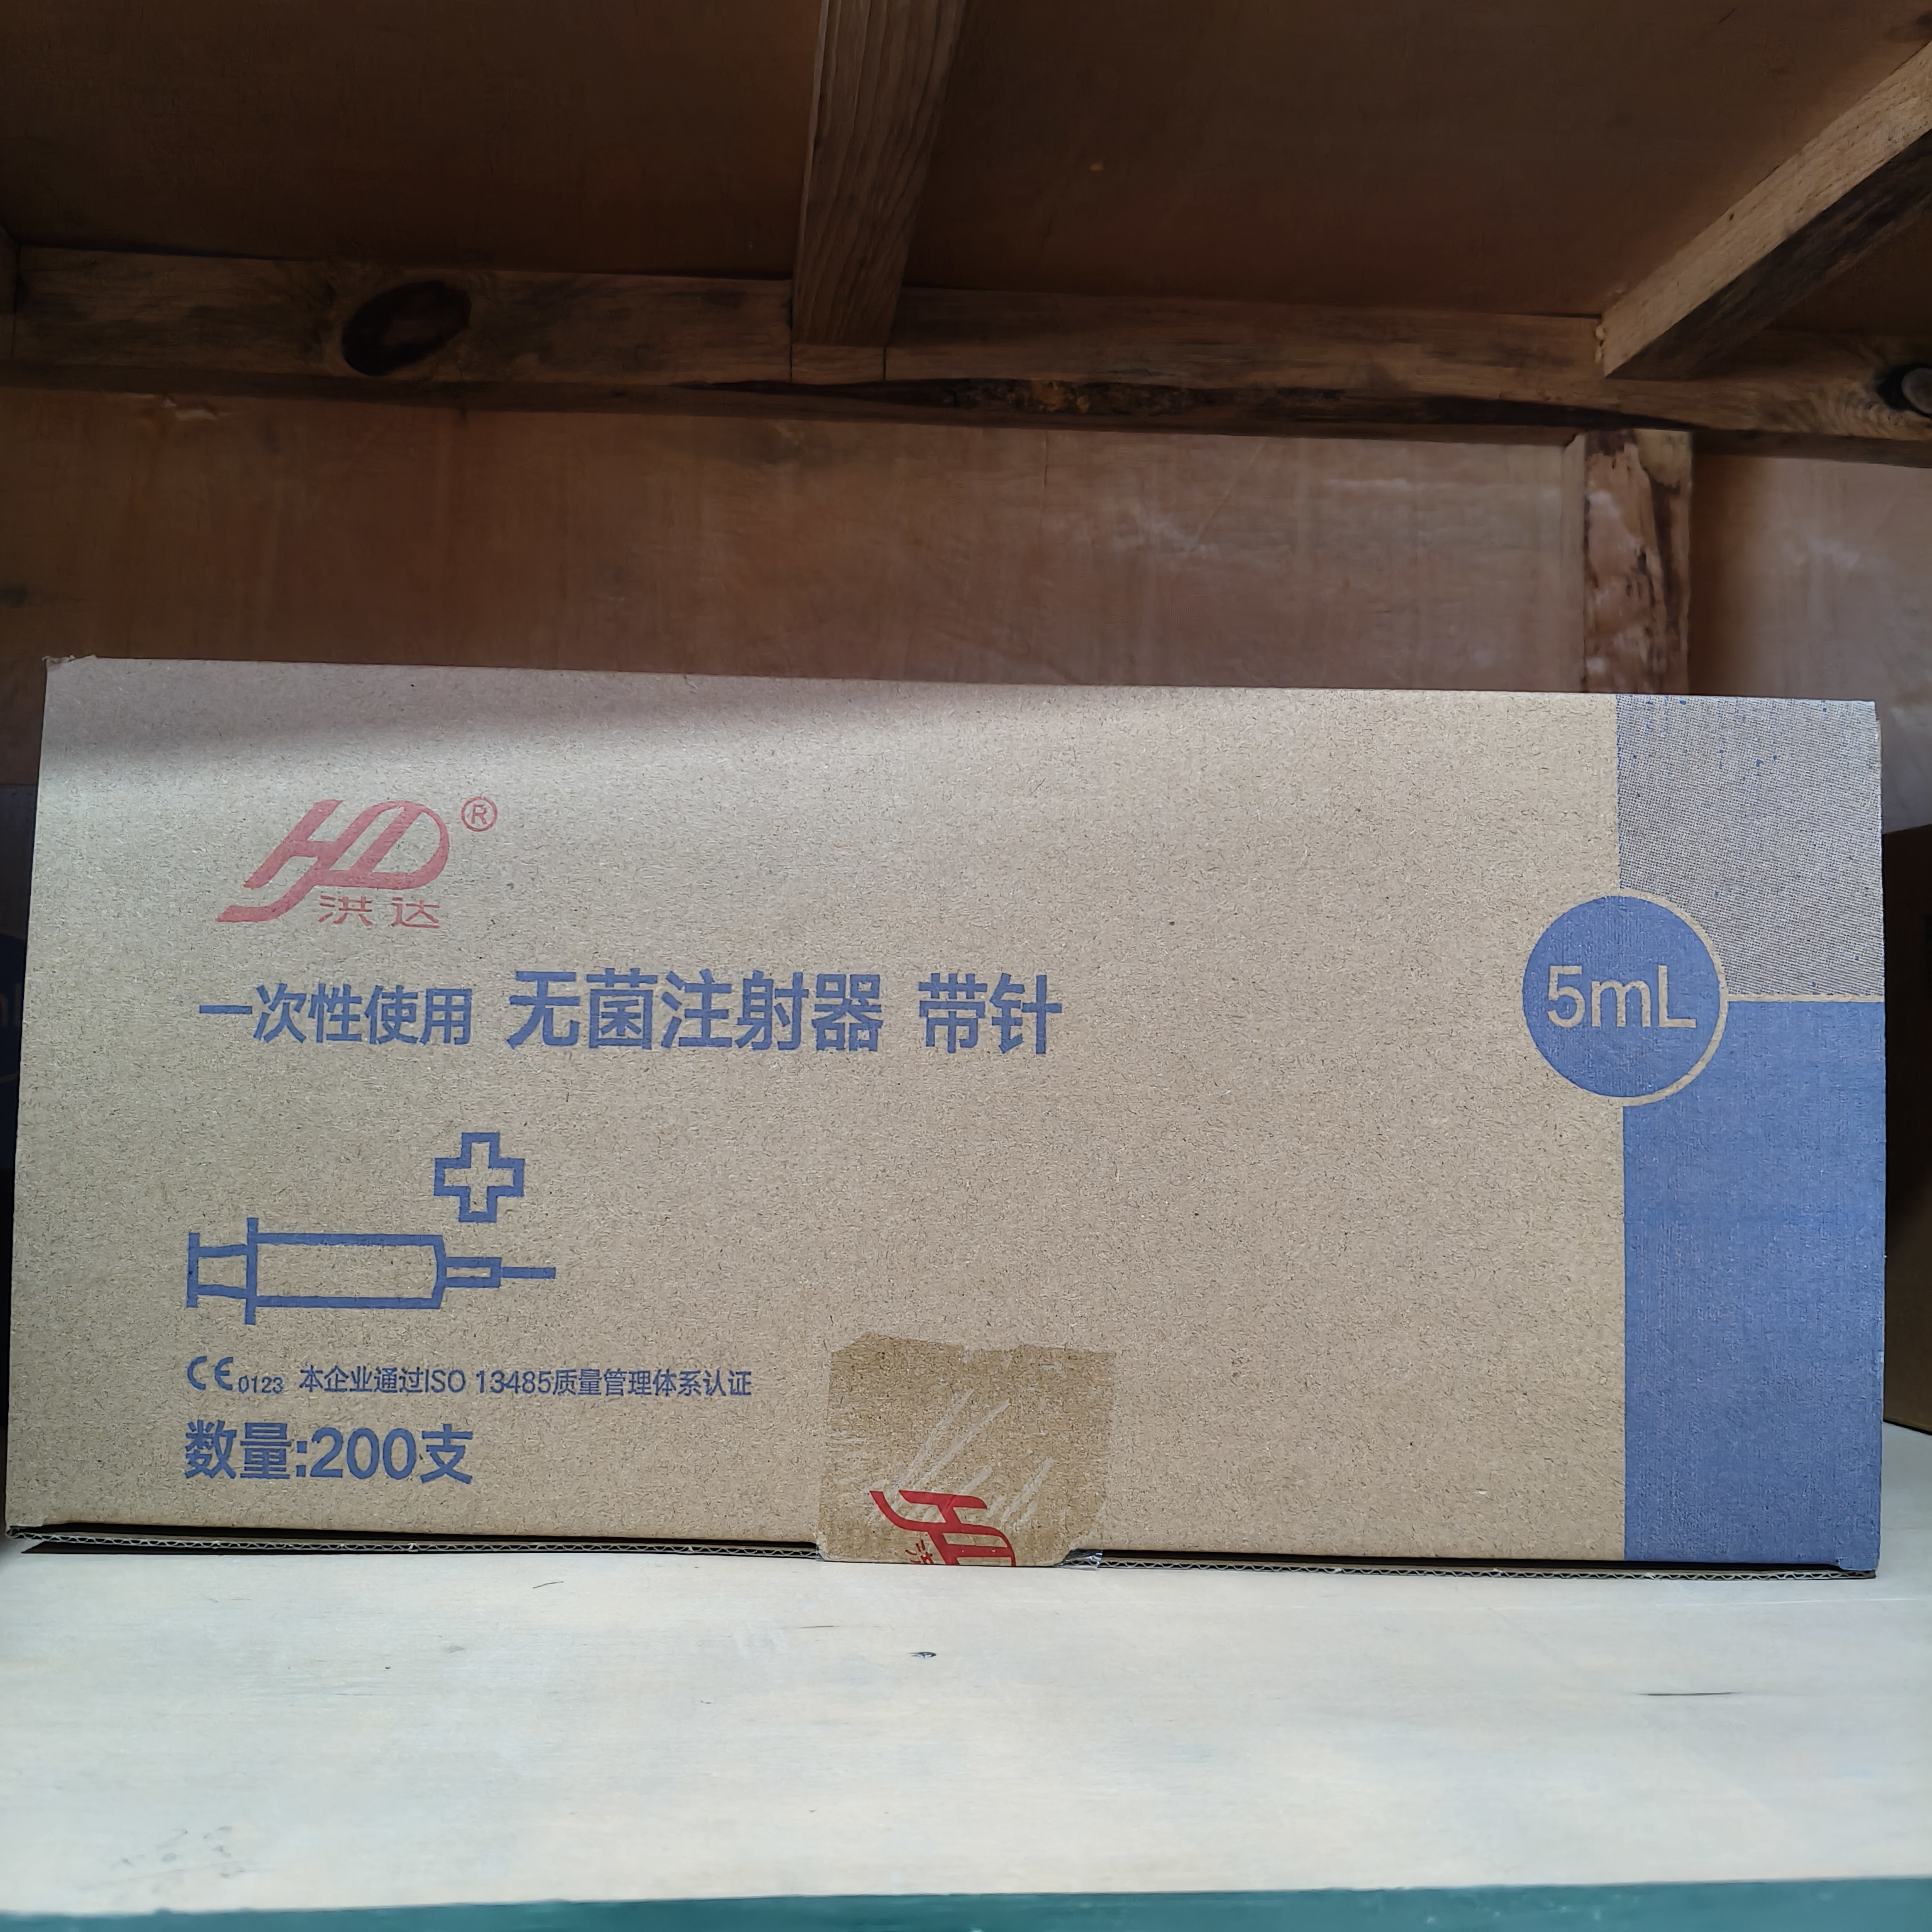 HD®
洪达
一次性使用 无菌注射器 带针
5mL
CE0123 本企业通过ISO 13485质量管理体系认证
数量:200支
HD